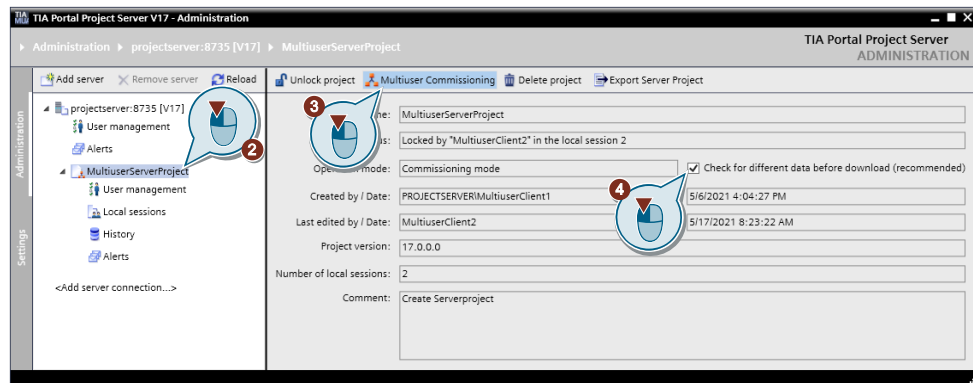 TIA Portal Project Server V17 - Administration
Administration projectserver:8735 [V17] MultiuserServerProject
TIA Portal Project Server
ADMINISTRATION
Add server Remove server Reload
Unlock project Multiuser Commissioning Delete project Export Server Project
Administration
Settings
projectserver:8735 [V17]
User management
Alerts
MultiuserServerProject
User management
Local sessions
History
Alerts
<Add server connection...>
2
3
MultiuserServerProject
Locked by "MultiuserClient2" in the local session 2
mode: Commissioning mode Check for different data before download (recommended)
4
Created by / Date: PROJECTSERVER\MultiuserClient1 5/6/2021 4:04:27 PM
Last edited by / Date: MultiuserClient2 5/17/2021 8:23:22 AM
Project version: 17.0.0.0
Number of local sessions: 2
Comment: Create Serverproject